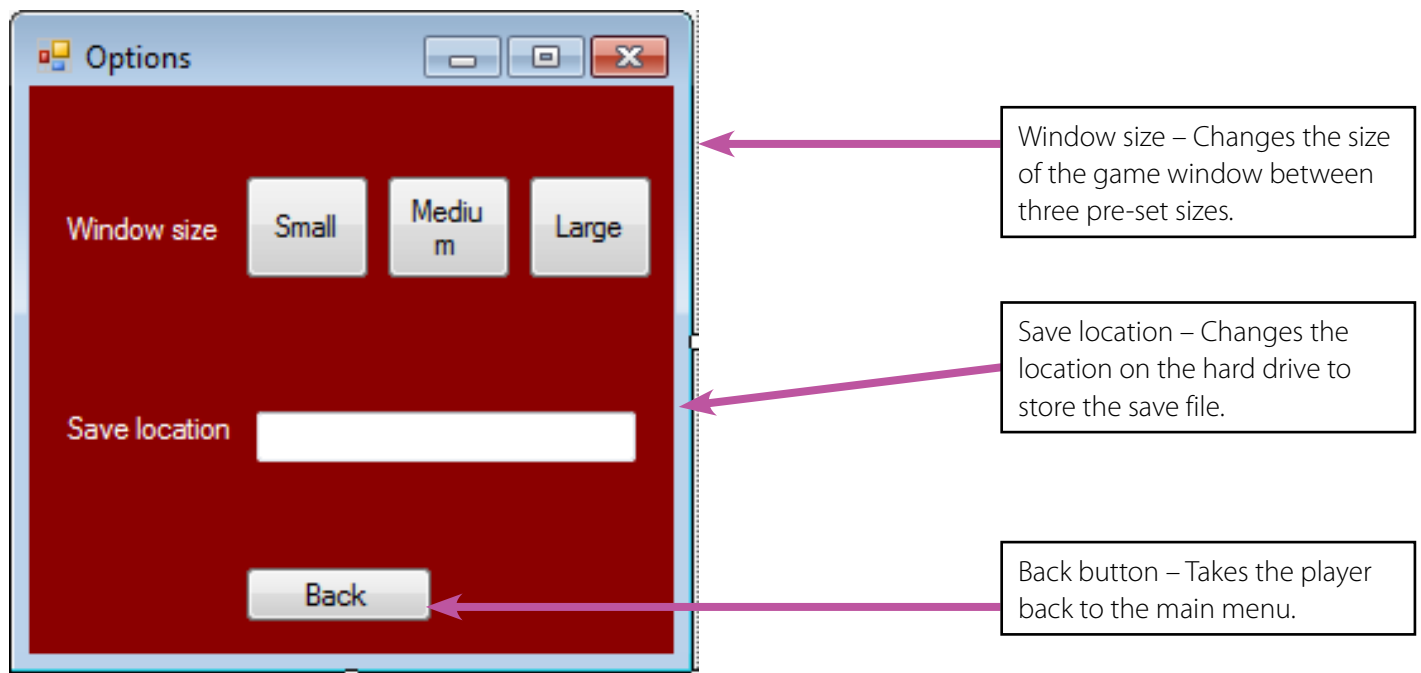 Options
Window size – Changes the size
of the game window between
three pre-set sizes.
Window size
Small
Mediu
m
Large
Save location – Changes the
location on the hard drive to
store the save file.
Save location
Back button – Takes the player
back to the main menu.
Back